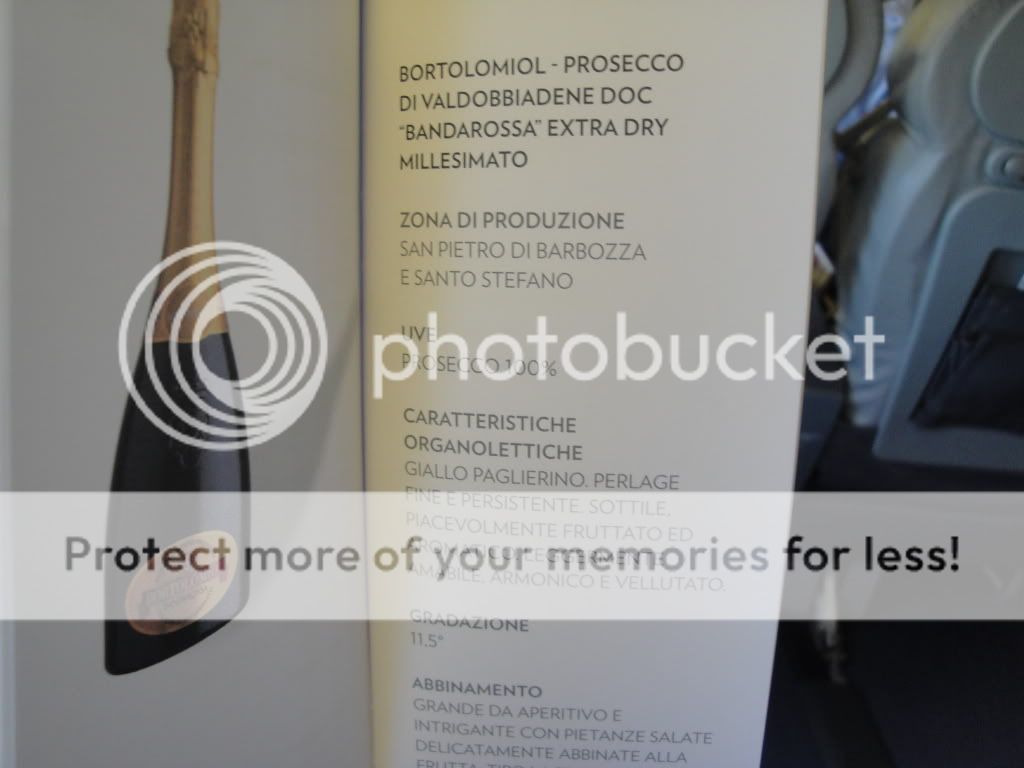 BORTOLOMIOL - PROSECCO
DI VALDOBBIADENE DOC
“BANDAROSSA” EXTRA DRY
MILLESIMATO
ZONA DI PRODUZIONE
SAN PIETRO DI BARBOZZA
E SANTO STEFANO
UVE
PROSECCO 100%
photobucket
CARATTERISTICHE
ORGANOLETTICHE
GIALLO PAGLIERINO. PERLAGE
FINE E PERSISTENTE. SOTTILE,
PIACEVOLMENTE FRUTTATO ED
AROMATICO. LEGGERMENTE
Protect more of your memories for less!
AMABILE, ARMONICO E VELLUTATO.
GRADAZIONE
11,5°
ABBINAMENTO
GRANDE DA APERITIVO E
INTRIGANTE CON PIETANZE SALATE
DELICATAMENTE ABBINATE ALLA
FRUTTA.